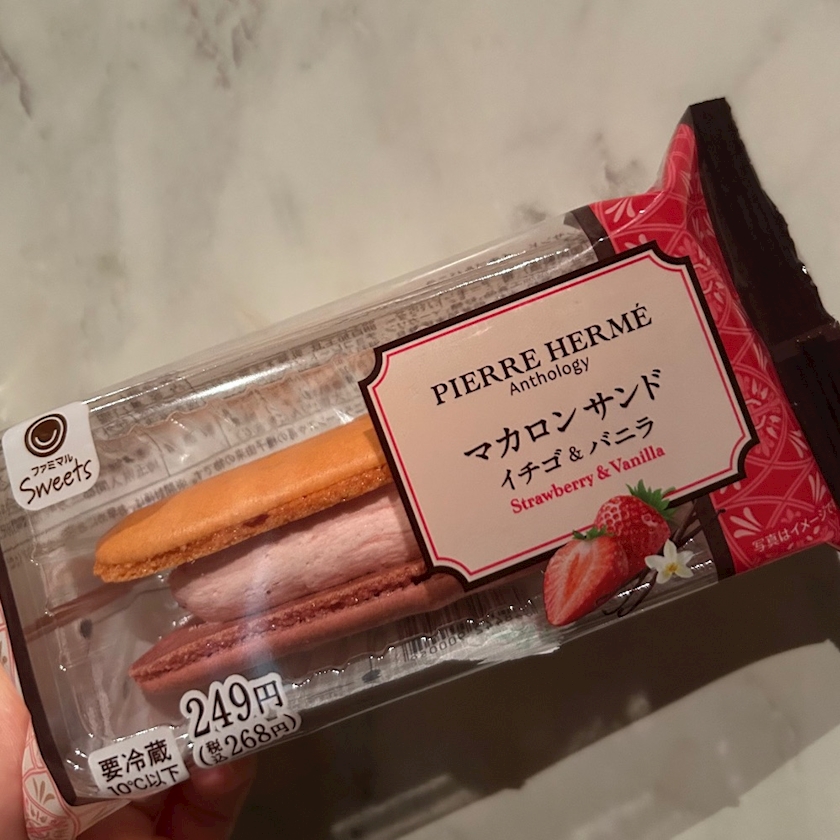 PIERRE HERMÉ
Anthology
マカロン サンド
イチゴ & バニラ
Strawberry & Vanilla
写真はイメージ
ファミマル
Sweets
249円
(税込268円)
要冷蔵
10℃以下